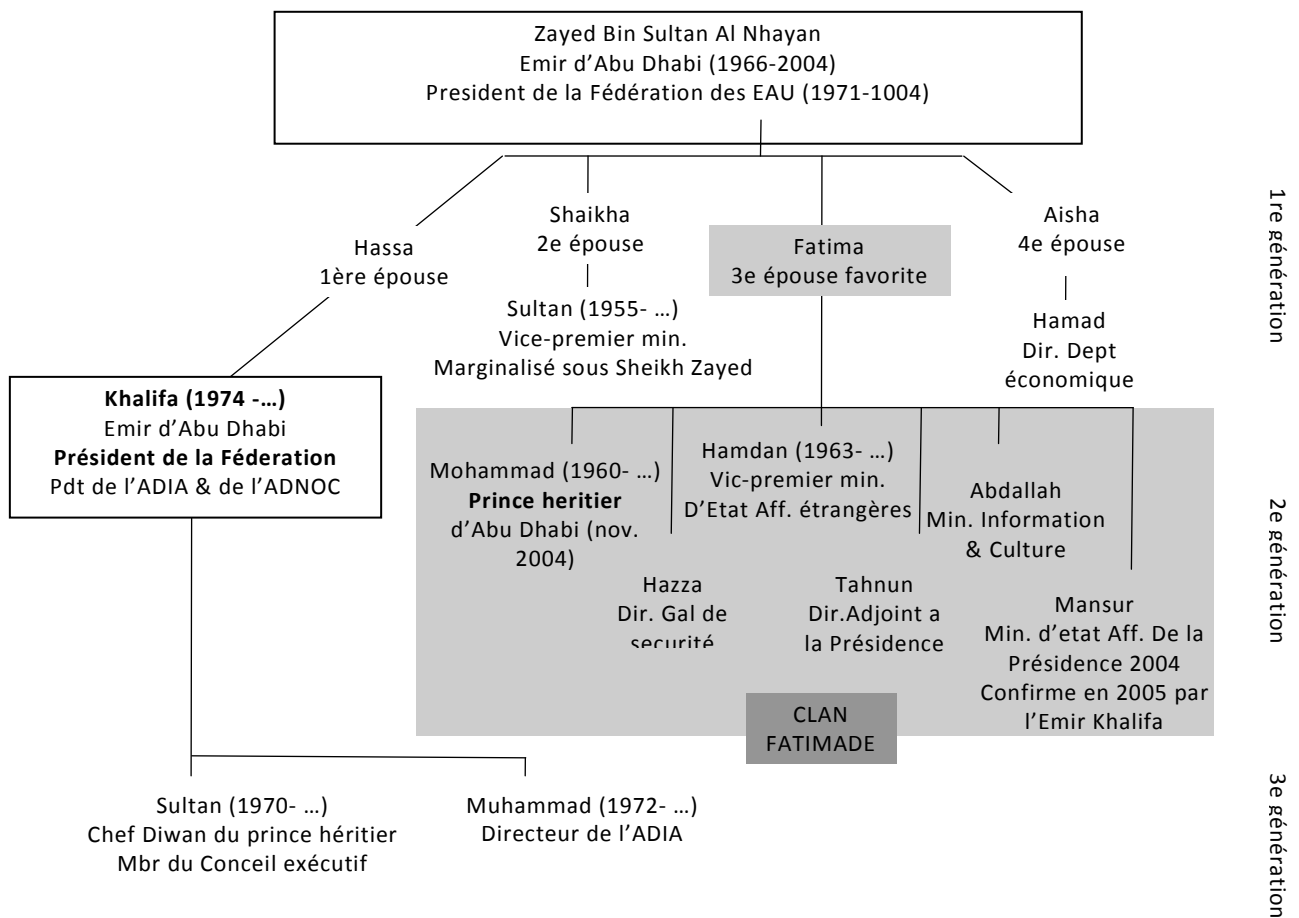 Zayed Bin Sultan Al Nhayan
Emir d’Abu Dhabi (1966-2004)
President de la Fédération des EAU (1971-1004)
Hassa
1ère épouse
Shaikha
2e épouse
Fatima
3e épouse favorite
Aisha
4e épouse
1re génération
Sultan (1955- …)
Vice-premier min.
Marginalisé sous Sheikh Zayed
Hamad
Dir. Dept
économique
Khalifa (1974 -…)
Emir d’Abu Dhabi
Président de la Féderation
Pdt de l’ADIA & de l’ADNOC
Mohammad (1960- …)
Prince heritier
d’Abu Dhabi (nov.
2004)
Hazza
Dir. Gal de
securité
Hamdan (1963- …)
Vic-premier min.
D’Etat Aff. étrangères
Tahnun
Dir.Adjoint a
la Présidence
Abdallah
Min. Information
& Culture
Mansur
Min. d’etat Aff. De la
Présidence 2004
Confirme en 2005 par
l’Emir Khalifa
2e génération
CLAN
FATIMADE
Sultan (1970- …)
Chef Diwan du prince héritier
Mbr du Conceil exécutif
Muhammad (1972- …)
Directeur de l’ADIA
3e génération